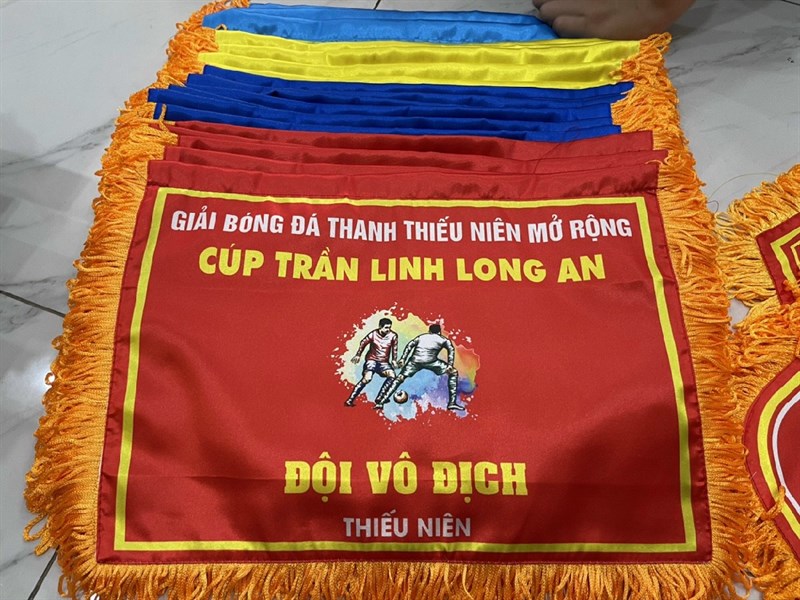 GIẢI BÓNG ĐÁ THANH THIẾU NIÊN MỞ RỘNG
CÚP TRẦN LINH LONG AN
ĐỘI VÔ ĐỊCH
THIẾU NIÊN